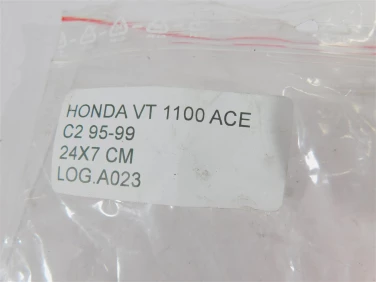 HONDA VT 1100 ACE
C2 95-99
24X7 CM
LOG.A023